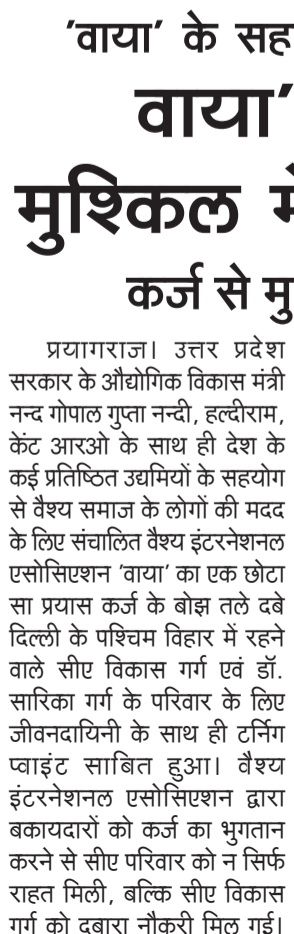 'वाया' के सह
वाया'
मुश्किल में
कर्ज से मु
प्रयागराज। उत्तर प्रदेश
सरकार के औद्योगिक विकास मंत्री
नन्द गोपाल गुप्ता नन्दी, हल्दीराम,
केंट आरओ के साथ ही देश के
कई प्रतिष्ठित उद्यमियों के सहयोग
से वैश्य समाज के लोगों की मदद
के लिए संचालित वैश्य इंटरनेशनल
एसोसिएशन 'वाया' का एक छोटा
सा प्रयास कर्ज के बोझ तले दबे
दिल्ली के पश्चिम विहार में रहने
वाले सीए विकास गर्ग एवं डॉ.
सारिका गर्ग के परिवार के लिए
जीवनदायिनी के साथ ही टर्निग
प्वाइंट साबित हुआ। वैश्य
इंटरनेशनल एसोसिएशन द्वारा
बकायदारों को कर्ज का भुगतान
करने से सीए परिवार को न सिर्फ
राहत मिली, बल्कि सीए विकास
गर्ग को दुबारा नौकरी मिल गई।